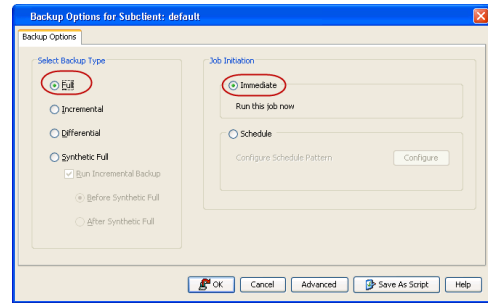 Backup Options for Subclient: default
Backup Options
Select Backup Type
Full
Incremental
Differential
Synthetic Full
Run Incremental Backup
Before Synthetic Full
After Synthetic Full
Job Initiation
Immediate
Run this job now
Schedule
Configure Schedule Pattern
Configure
OK
Cancel
Advanced
Save As Script
Help